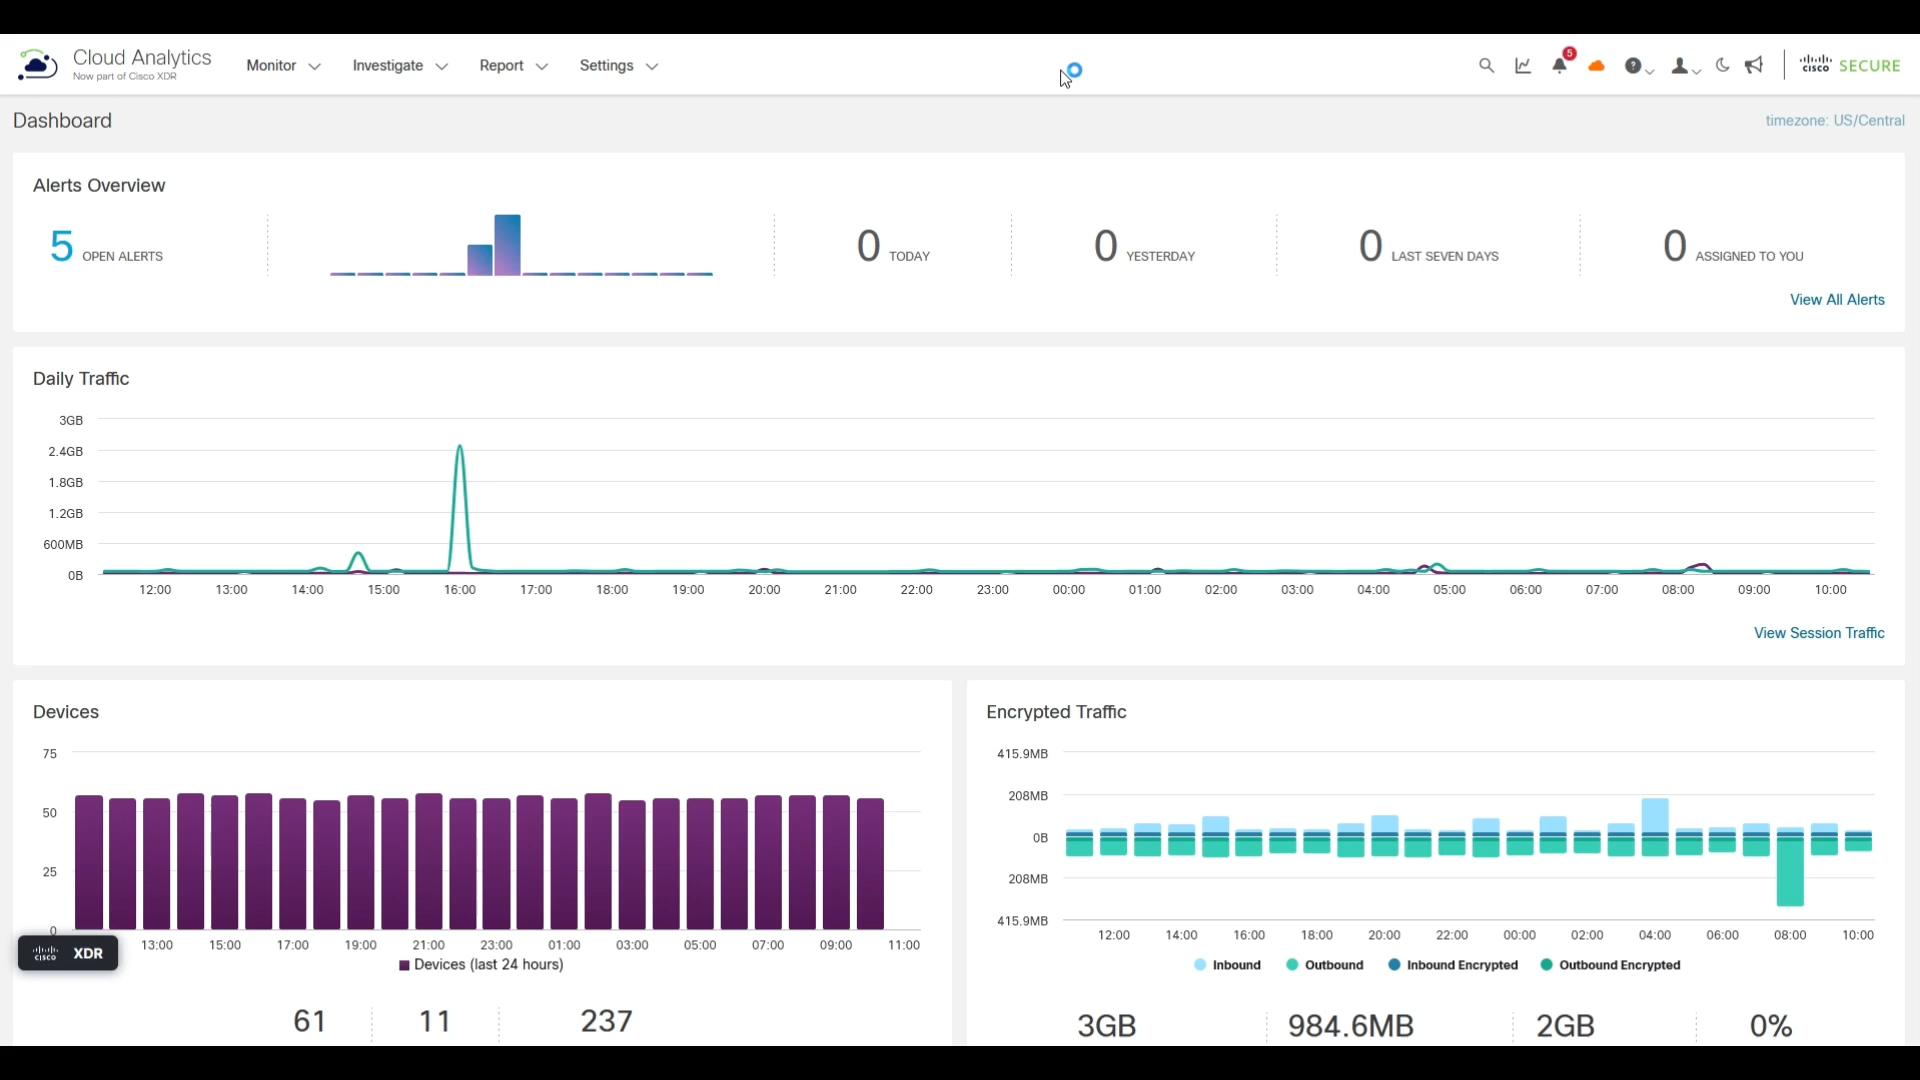 Cloud Analytics
Now part of Cisco XDR
Monitor
Investigate
Report
Settings
5
?
CISCO SECURE
Dashboard
timezone: US/Central
Alerts Overview
5 OPEN ALERTS
0 TODAY
0 YESTERDAY
0 LAST SEVEN DAYS
0 ASSIGNED TO YOU
View All Alerts
Daily Traffic
3GB
2.4GB
1.8GB
1.2GB
600MB
0B
12:00 13:00 14:00 15:00 16:00 17:00 18:00 19:00 20:00 21:00 22:00 23:00 00:00 01:00 02:00 03:00 04:00 05:00 06:00 07:00 08:00 09:00 10:00
View Session Traffic
Devices
75
50
25
0
13:00 15:00 17:00 19:00 21:00 23:00 01:00 03:00 05:00 07:00 09:00 11:00
Devices (last 24 hours)
61 11 237
CISCO XDR
Encrypted Traffic
415.9MB
208MB
0B
208MB
415.9MB
12:00 14:00 16:00 18:00 20:00 22:00 00:00 02:00 04:00 06:00 08:00 10:00
Inbound Outbound Inbound Encrypted Outbound Encrypted
3GB 984.6MB 2GB 0%